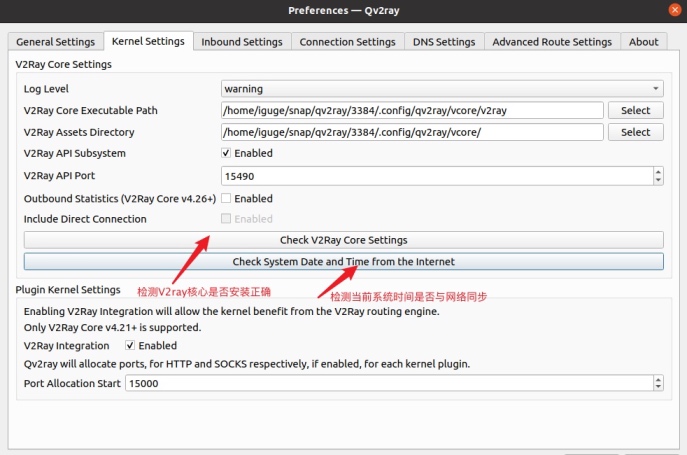 Preferences — Qv2ray
General Settings
Kernel Settings
Inbound Settings
Connection Settings
DNS Settings
Advanced Route Settings
About
V2Ray Core Settings
Log Level
warning
V2Ray Core Executable Path
/home/iguge/snap/qv2ray/3384/.config/qv2ray/vcore/v2ray
Select
V2Ray Assets Directory
/home/iguge/snap/qv2ray/3384/.config/qv2ray/vcore/
Select
V2Ray API Subsystem
Enabled
V2Ray API Port
15490
Outbound Statistics (V2Ray Core v4.26+)
Enabled
Include Direct Connection
Enabled
Check V2Ray Core Settings
Check System Date and Time from the Internet
检测V2ray核心是否安装正确
检测当前系统时间是否与网络同步
Plugin Kernel Settings
Enabling V2Ray Integration will allow the kernel benefit from the V2Ray routing engine.
Only V2Ray Core v4.21+ is supported.
V2Ray Integration
Enabled
Qv2ray will allocate ports, for HTTP and SOCKS respectively, if enabled, for each kernel plugin.
Port Allocation Start
15000